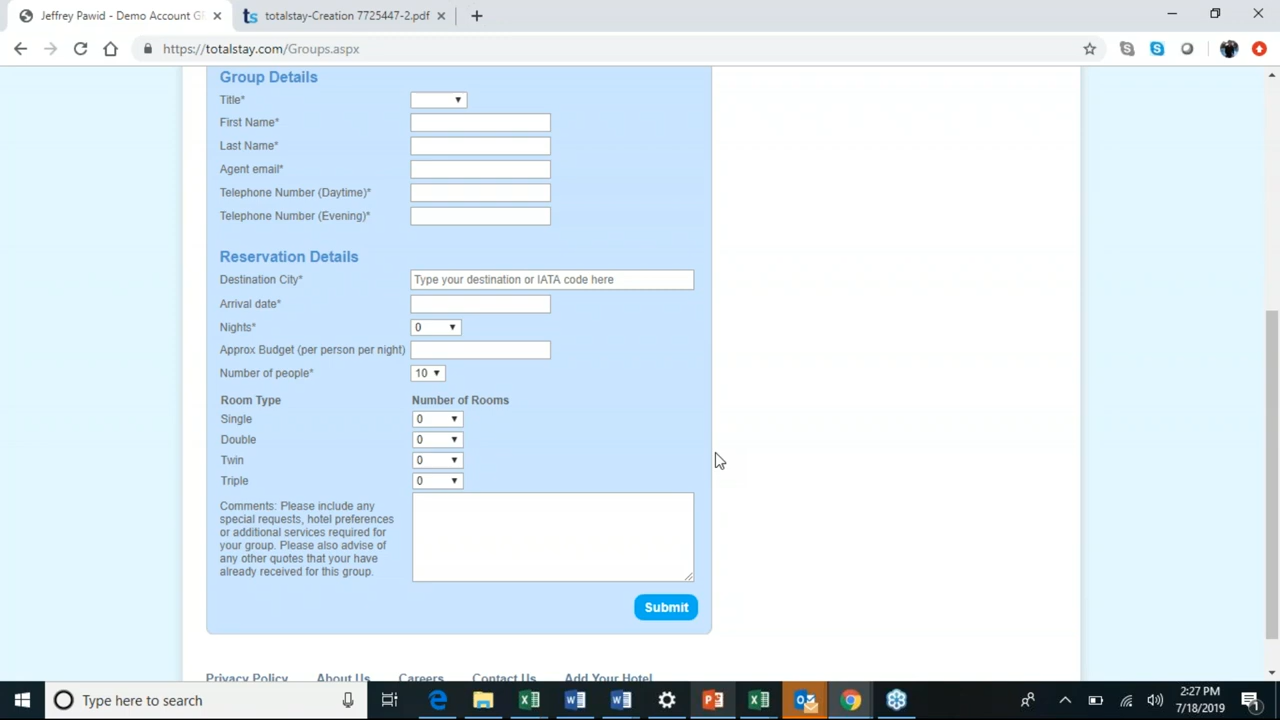 Jeffrey Pawid - Demo Account G
totalstay-Creation 7725447-2.pdf
https://totalstay.com/Groups.aspx
Group Details
Title*
First Name*
Last Name*
Agent email*
Telephone Number (Daytime)*
Telephone Number (Evening)*
Reservation Details
Destination City* Type your destination or IATA code here
Arrival date*
Nights* 0
Approx Budget (per person per night)
Number of people* 10
Room Type Number of Rooms
Single 0
Double 0
Twin 0
Triple 0
Comments: Please include any
special requests, hotel preferences
or additional services required for
your group. Please also advise of
any other quotes that your have
already received for this group.
Submit
Privacy Policy About Us Careers Contact Us Add Your Hotel
Type here to search
2:27 PM
7/18/2019